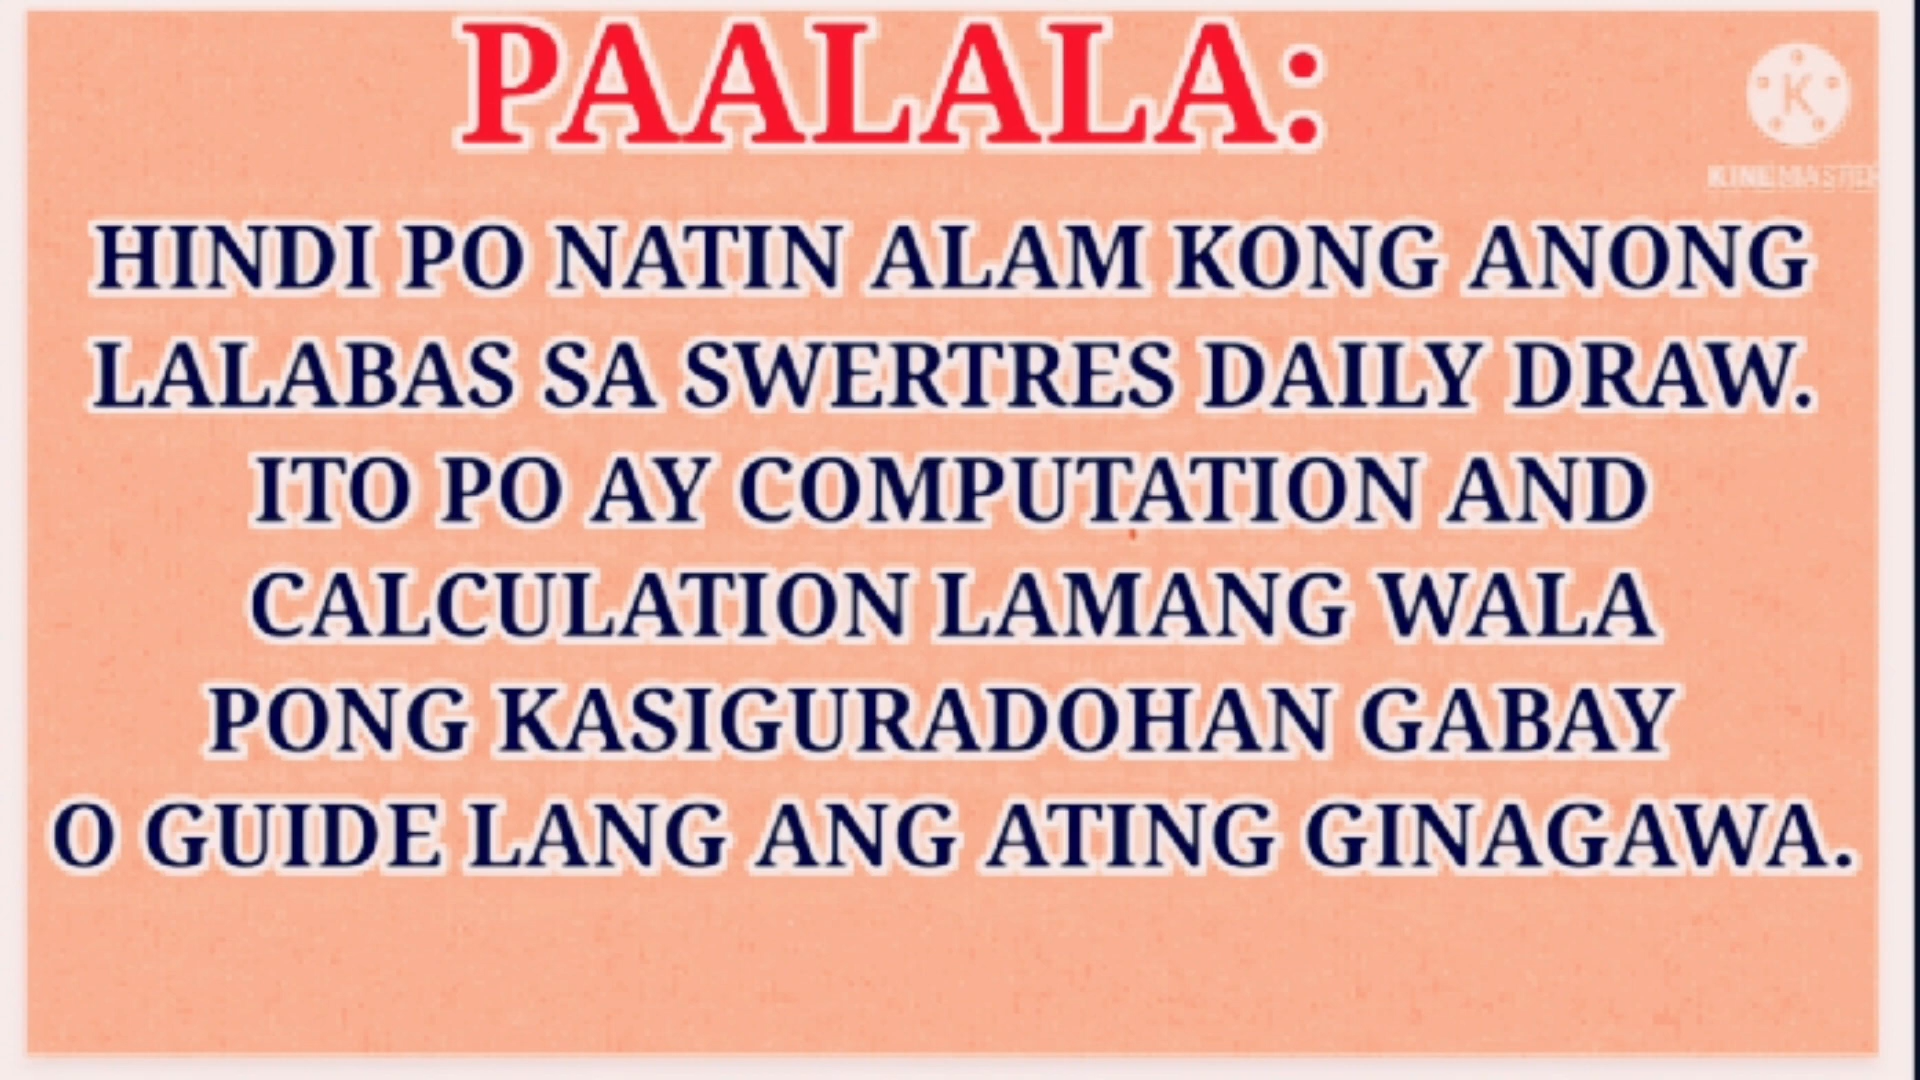 PAALALA:
KINEMASTER
HINDI PO NATIN ALAM KONG ANONG
LALABAS SA SWERTRES DAILY DRAW.
ITO PO AY COMPUTATION AND
CALCULATION LAMANG WALA
PONG KASIGURADOHAN GABAY
O GUIDE LANG ANG ATING GINAGAWA.